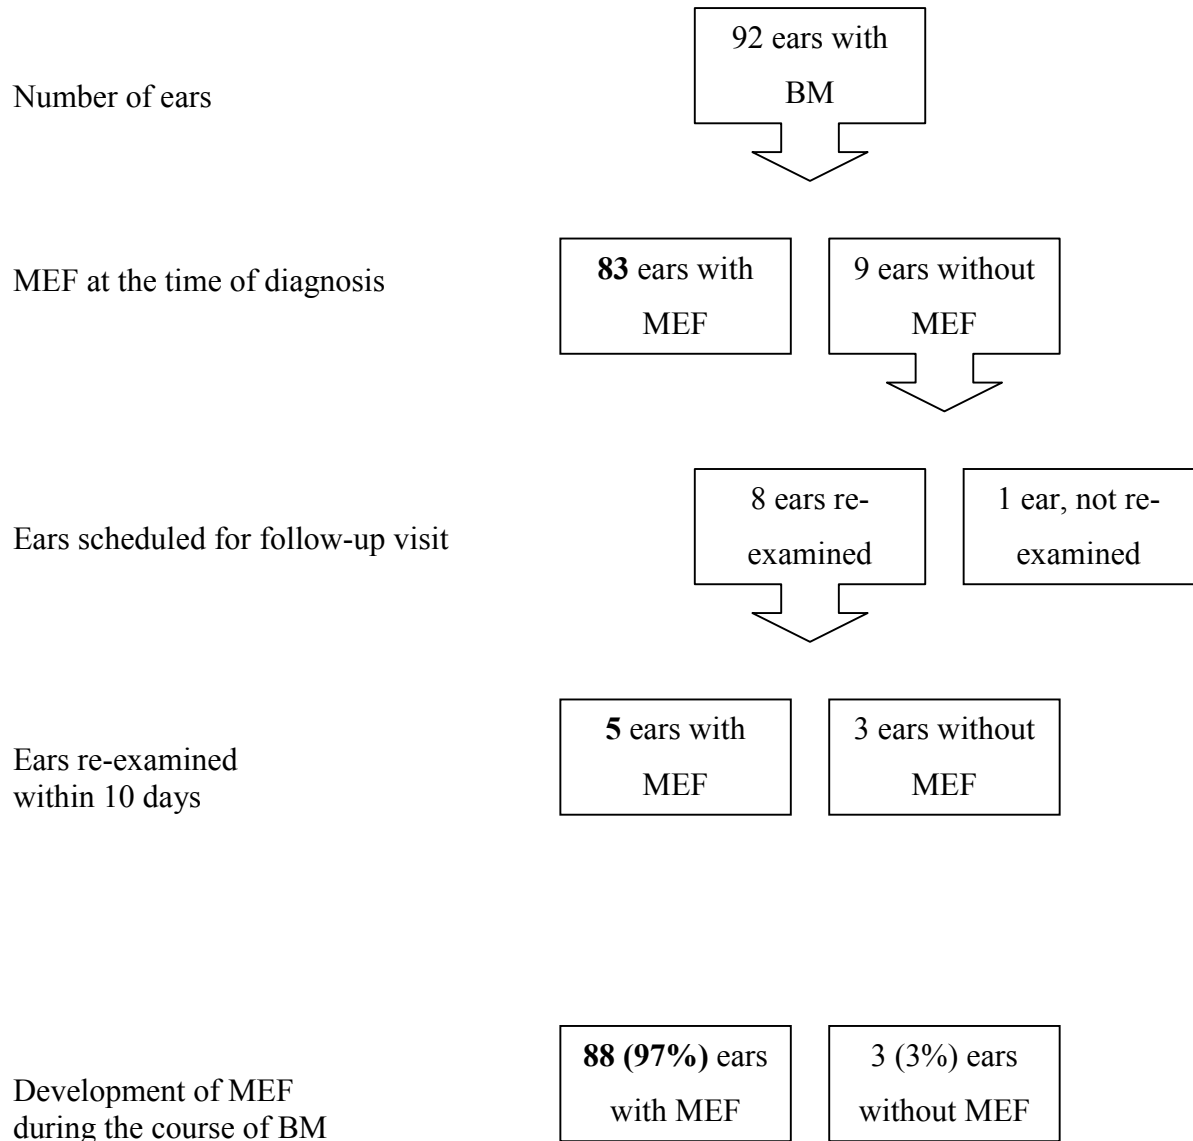 92 ears with
BM
Number of ears
83 ears with
MEF
9 ears without
MEF
MEF at the time of diagnosis
8 ears re-
examined
1 ear, not re-
examined
Ears scheduled for follow-up visit
5 ears with
MEF
3 ears without
MEF
Ears re-examined
within 10 days
88 (97%) ears
with MEF
3 (3%) ears
without MEF
Development of MEF
during the course of BM